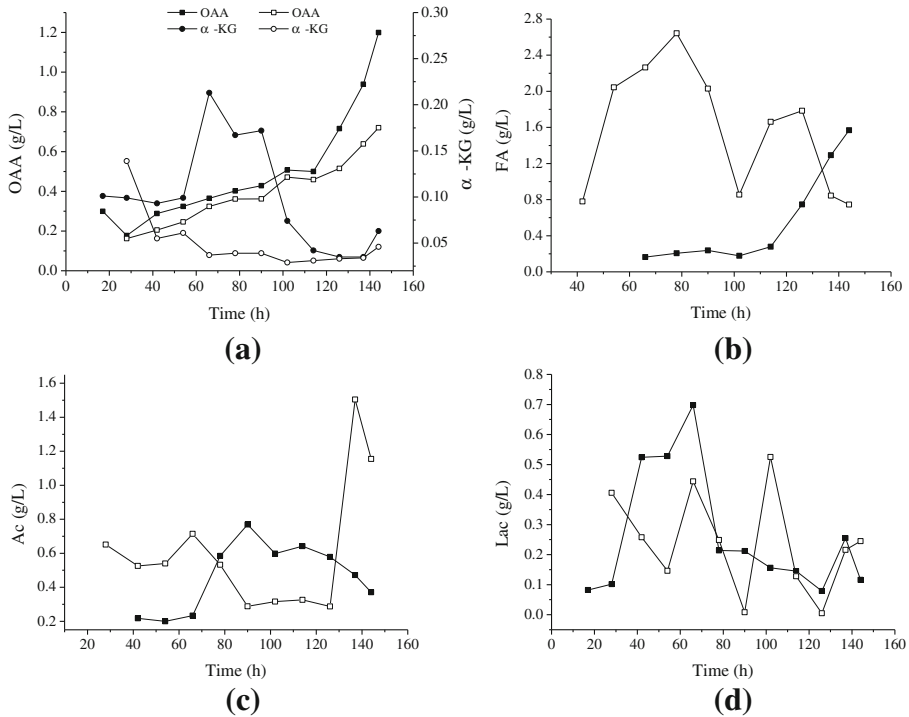 OAA OAA
α -KG α -KG
OAA (g/L)
1.2
1.0
0.8
0.6
0.4
0.2
0.0
0.30
0.25
0.20
0.15
0.10
0.05
α -KG (g/L)
0 20 40 60 80 100 120 140 160
Time (h)
(a)
FA (g/L)
2.8
2.4
2.0
1.6
1.2
0.8
0.4
0.2
40 60 80 100 120 140 160
Time (h)
(b)
Ac (g/L)
1.6
1.4
1.2
1.0
0.8
0.6
0.4
0.2
20 40 60 80 100 120 140 160
Time (h)
(c)
Lac (g/L)
0.8
0.7
0.6
0.5
0.4
0.3
0.2
0.1
0.0
0 20 40 60 80 100 120 140 160
Time (h)
(d)